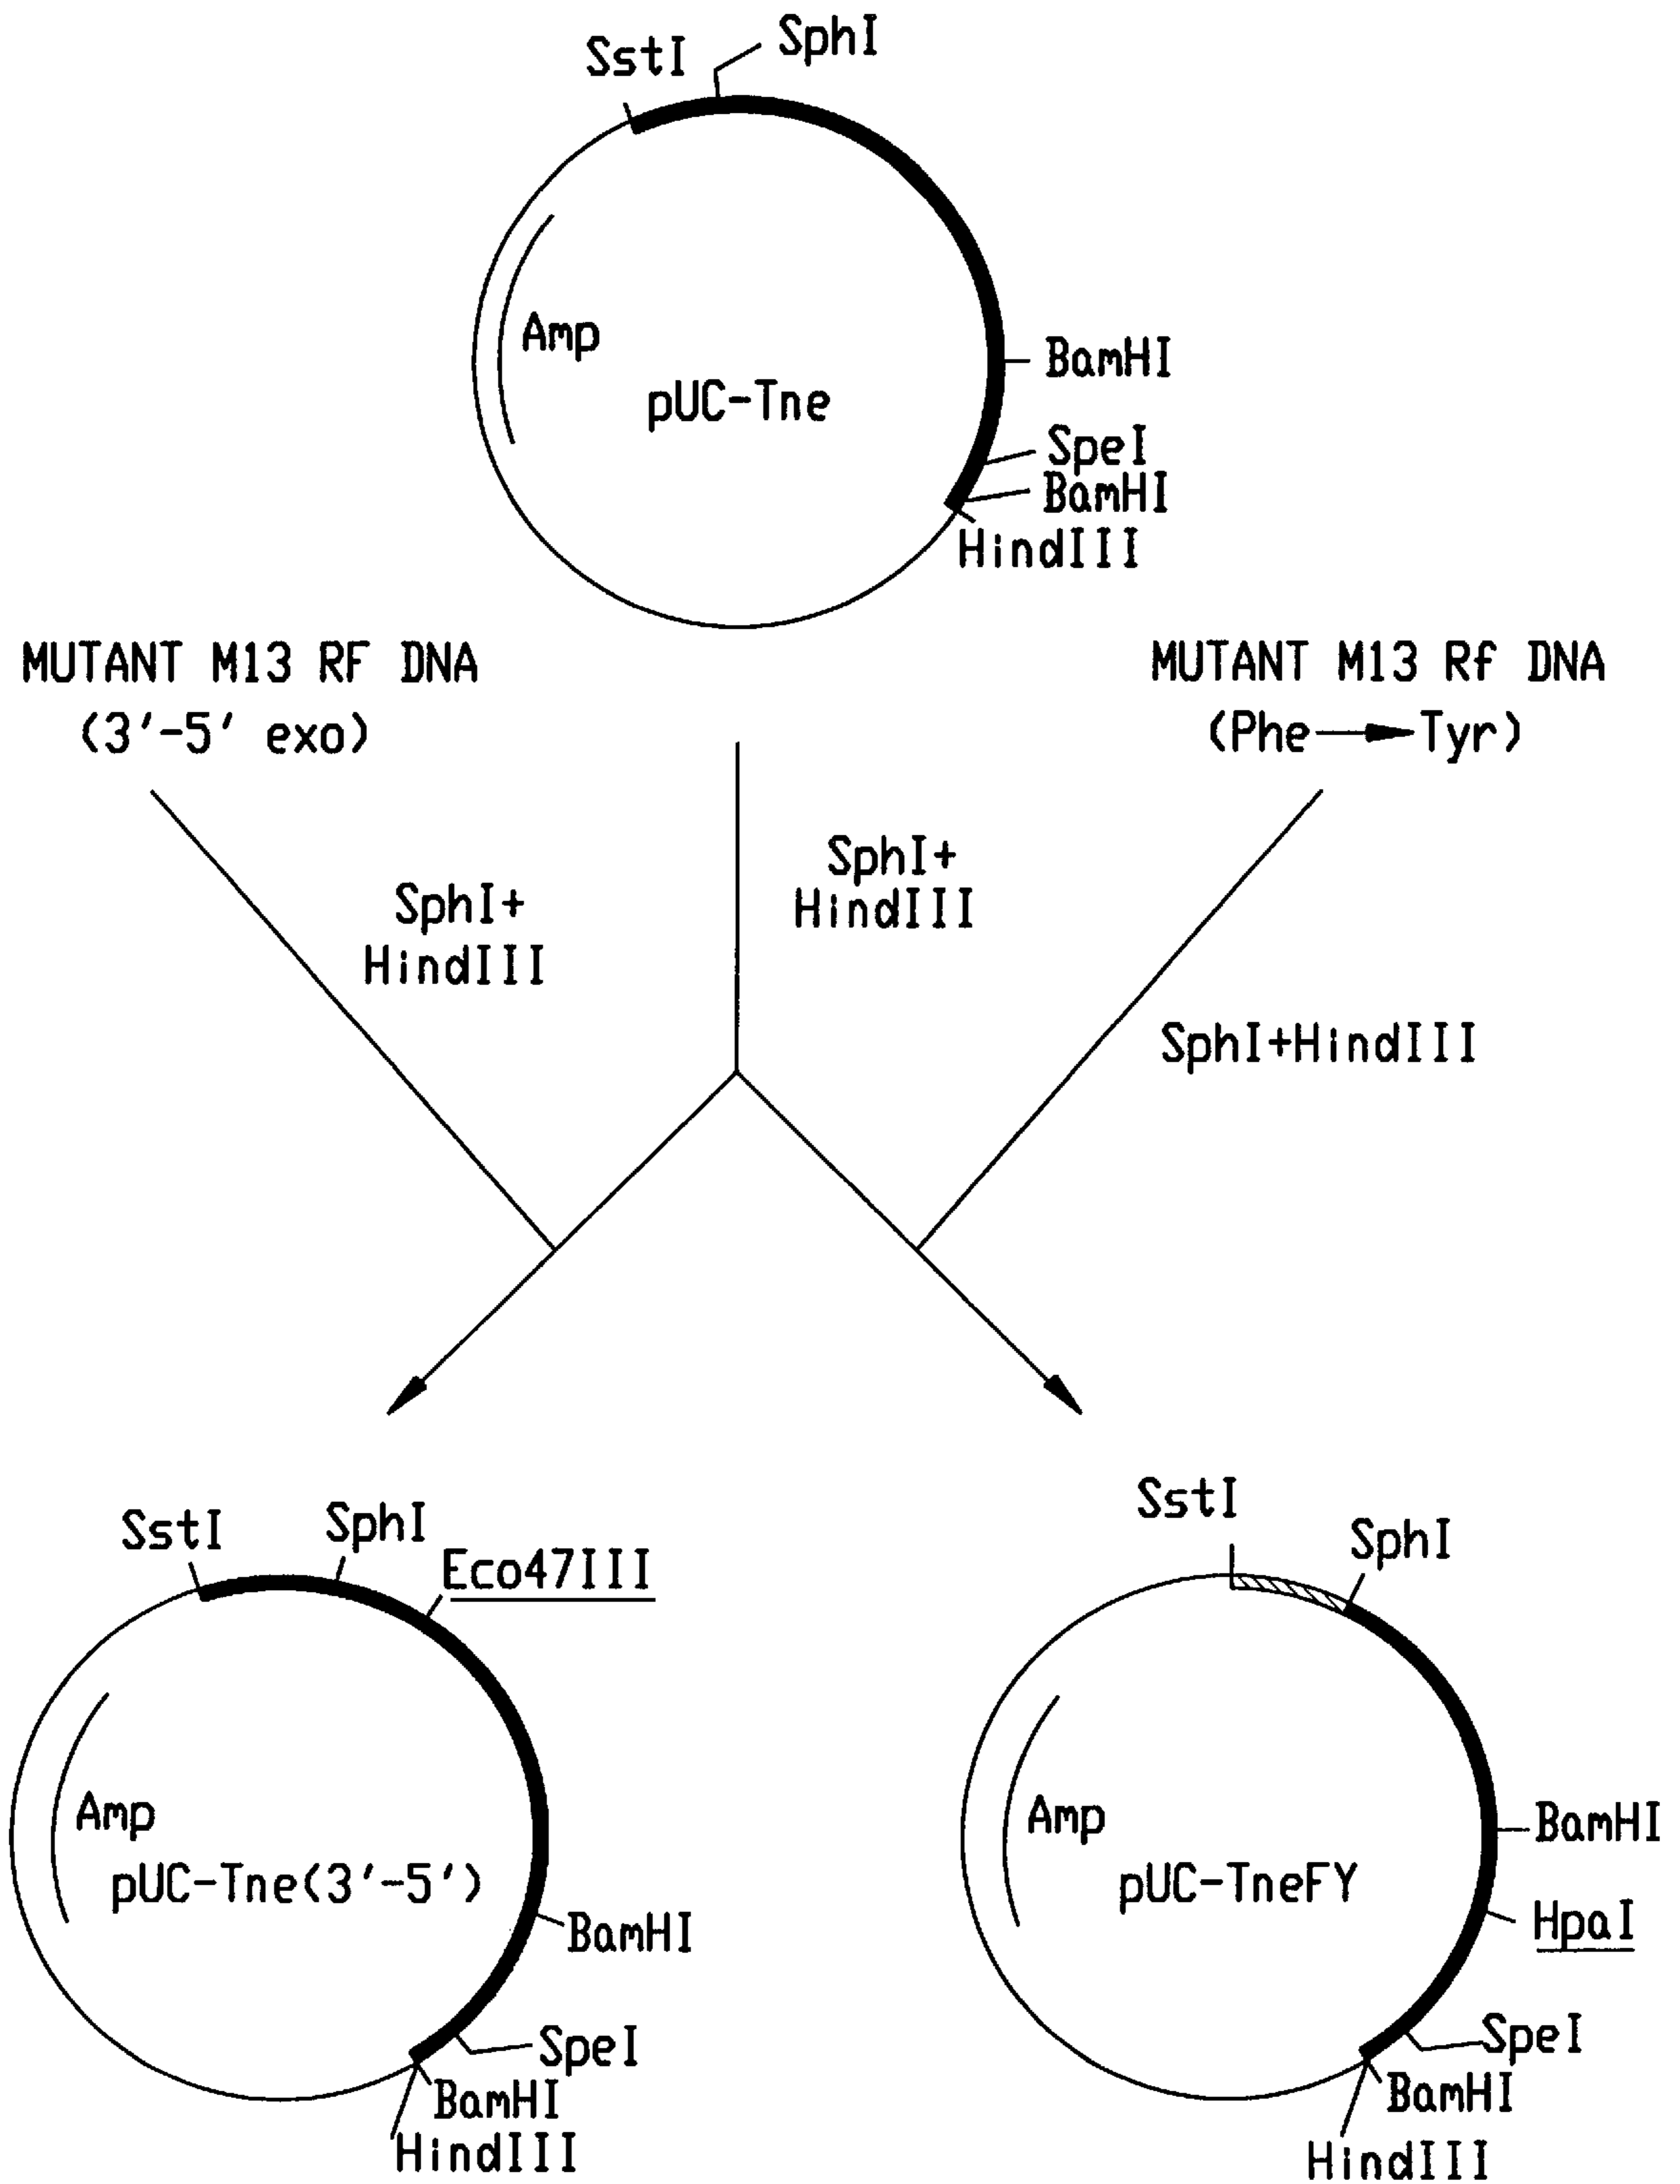 SstI
SphI
Amp
pUC-Tne
BamHI
SpeI
BamHI
HindIII
MUTANT M13 RF DNA
(3'-5' exo)
MUTANT M13 Rf DNA
(Phe→Tyr)
SphI+
HindIII
SphI+
HindIII
SphI+HindIII
SstI
SphI
Eco47III
Amp
pUC-Tne(3'-5')
BamHI
SpeI
BamHI
HindIII
SstI
SphI
Amp
pUC-TneFY
BamHI
HpaI
SpeI
BamHI
HindIII